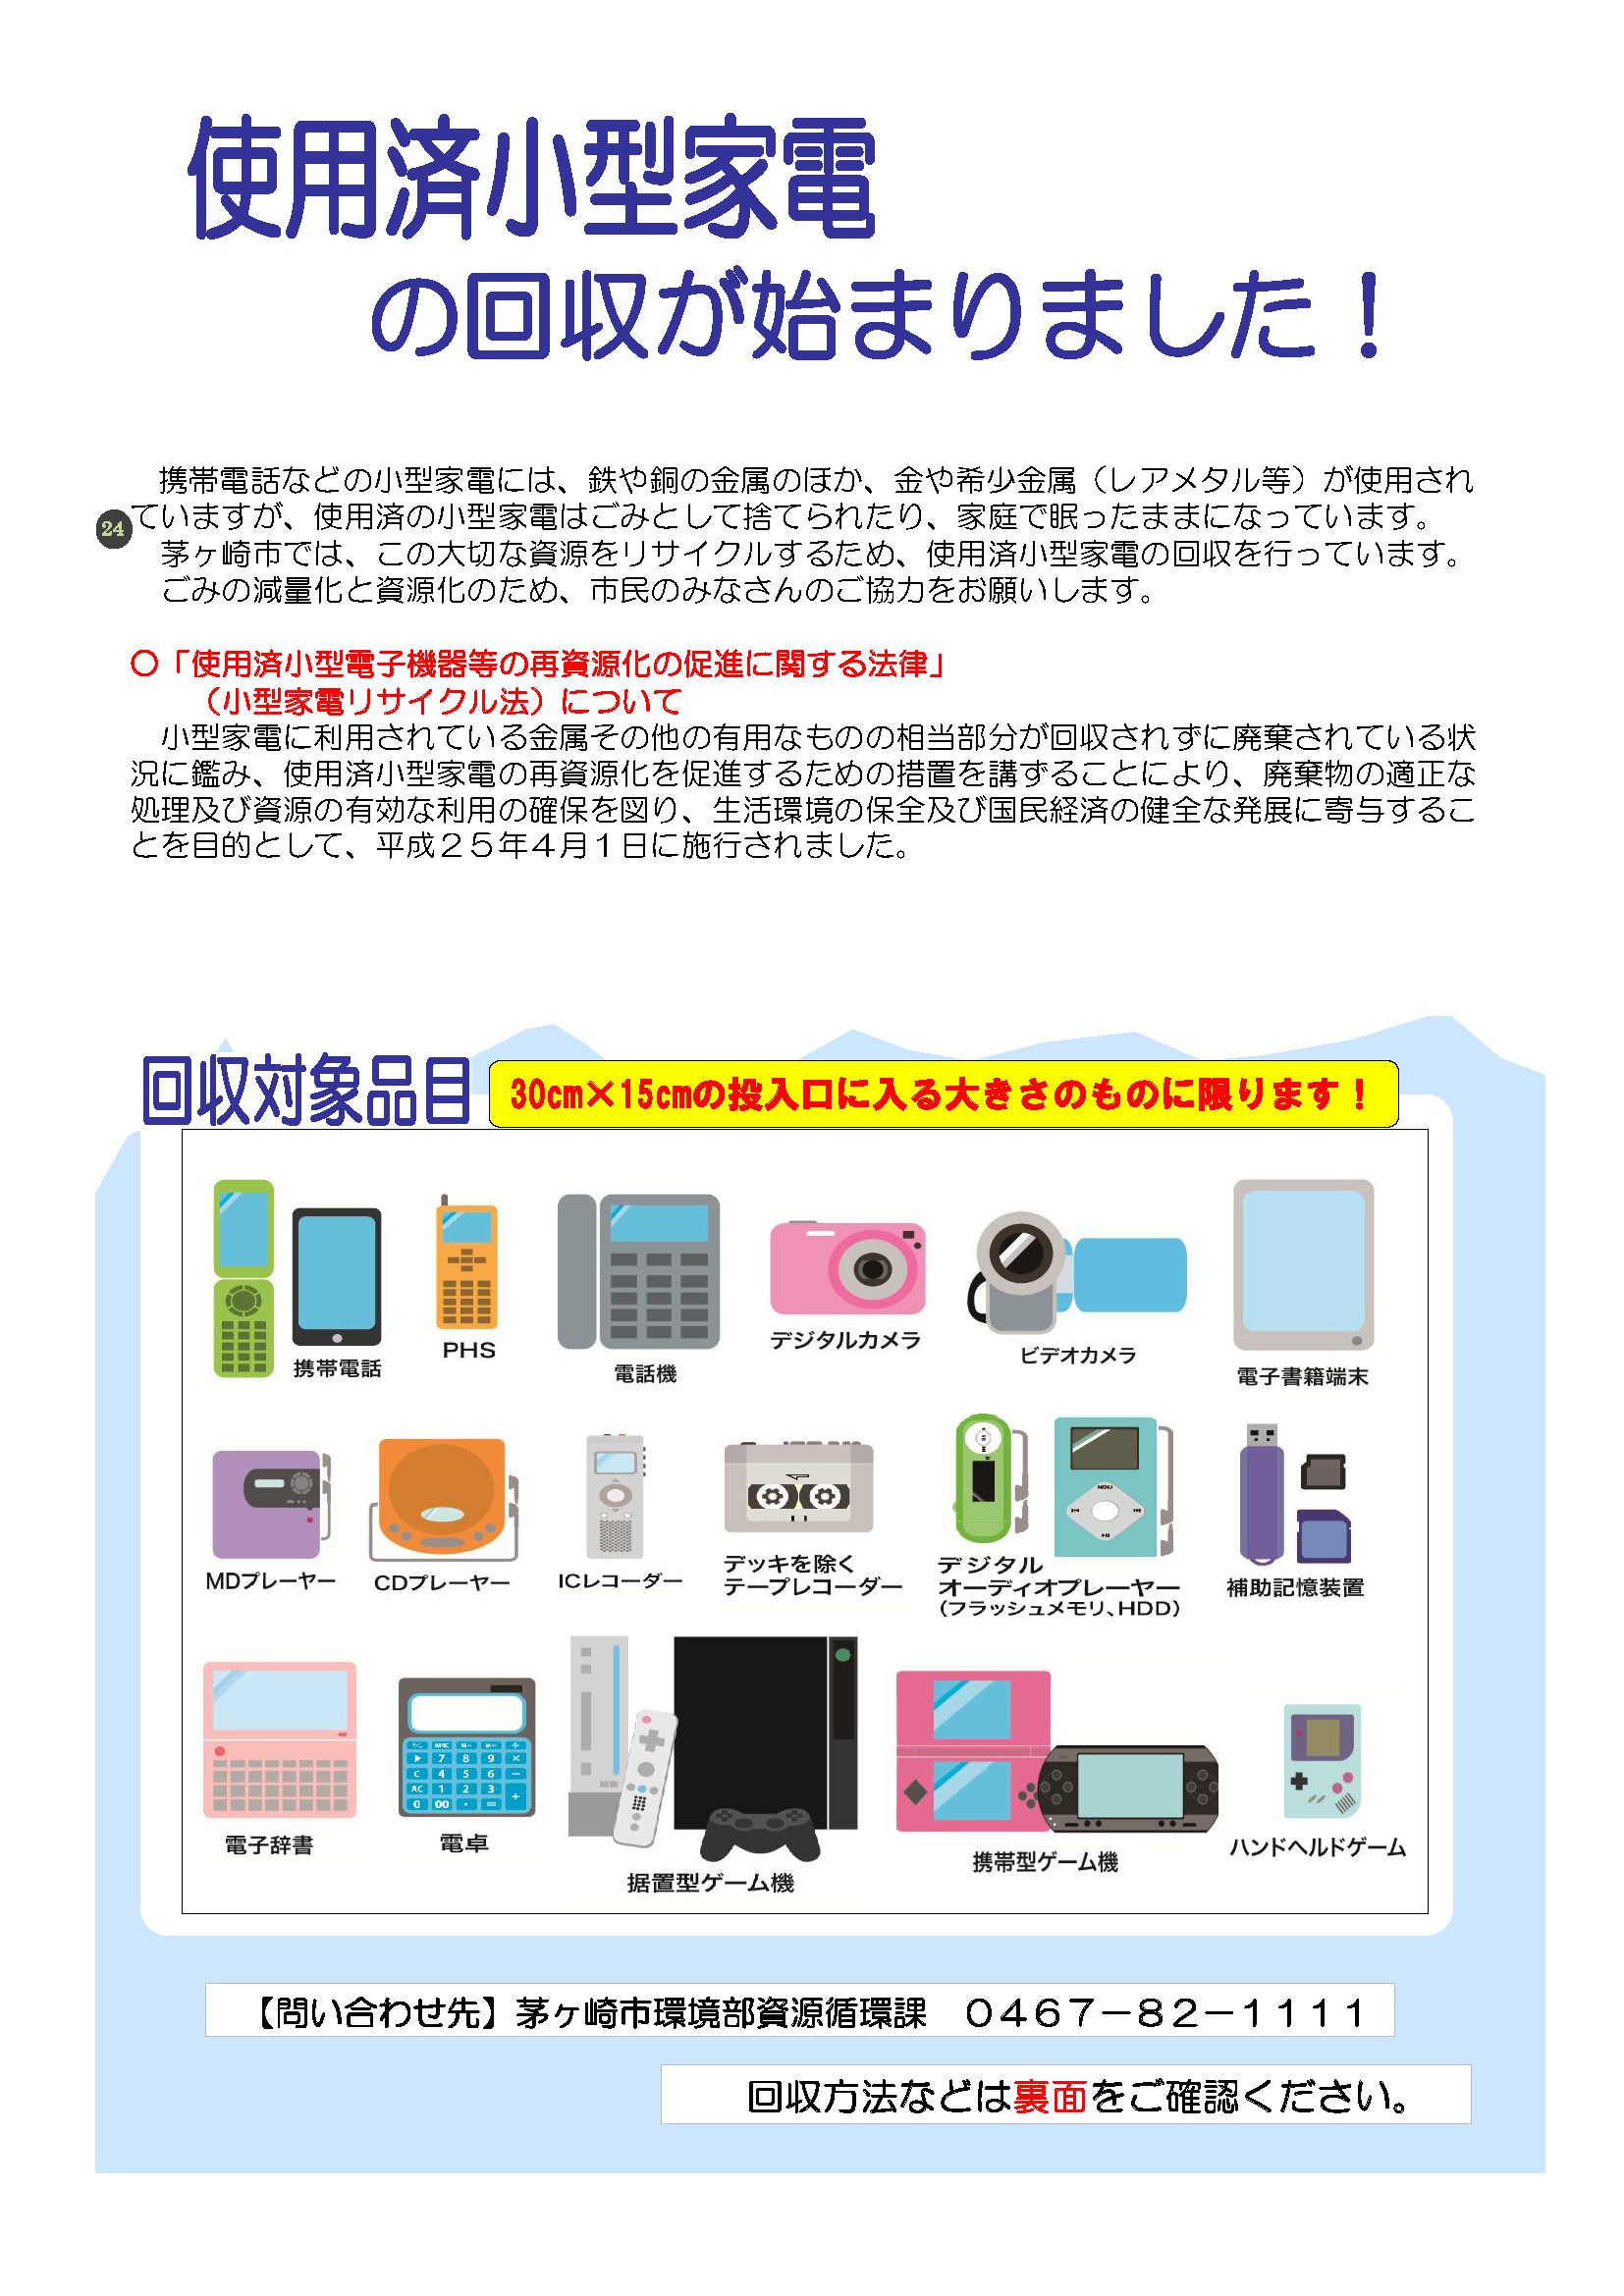 使用済小型家電
の回収が始まりました！
携帯電話などの小型家電には、鉄や銅の金属のほか、金や希少金属（レアメタル等）が使用され
ていますが、使用済の小型家電はごみとして捨てられたり、家庭で眠ったままになっています。
24
茅ヶ崎市では、この大切な資源をリサイクルするため、使用済小型家電の回収を行っています。
ごみの減量化と資源化のため、市民のみなさんのご協力をお願いします。
〇「使用済小型電子機器等の再資源化の促進に関する法律」
（小型家電リサイクル法）について
小型家電に利用されている金属その他の有用なものの相当部分が回収されずに廃棄されている状
況に鑑み、使用済小型家電の再資源化を促進するための措置を講ずることにより、廃棄物の適正な
処理及び資源の有効な利用の確保を図り、生活環境の保全及び国民経済の健全な発展に寄与するこ
とを目的として、平成２５年４月１日に施行されました。
回収対象品目
30cm×15cmの投入口に入る大きさのものに限ります！
携帯電話
PHS
電話機
デジタルカメラ
ビデオカメラ
電子書籍端末
MENU
MDプレーヤー
CDプレーヤー
ICレコーダー
デッキを除く
テープレコーダー
デジタル
オーディオプレーヤー
（フラッシュメモリ、HDD）
補助記憶装置
MRC M- M+ ÷
7 8 9 ×
C 4 5 6 −
AC 1 2 3 +
0 00 ・ =
電子辞書
電卓
据置型ゲーム機
携帯型ゲーム機
ハンドヘルドゲーム
【問い合わせ先】茅ヶ崎市環境部資源循環課　０４６７－８２－１１１１
回収方法などは裏面をご確認ください。